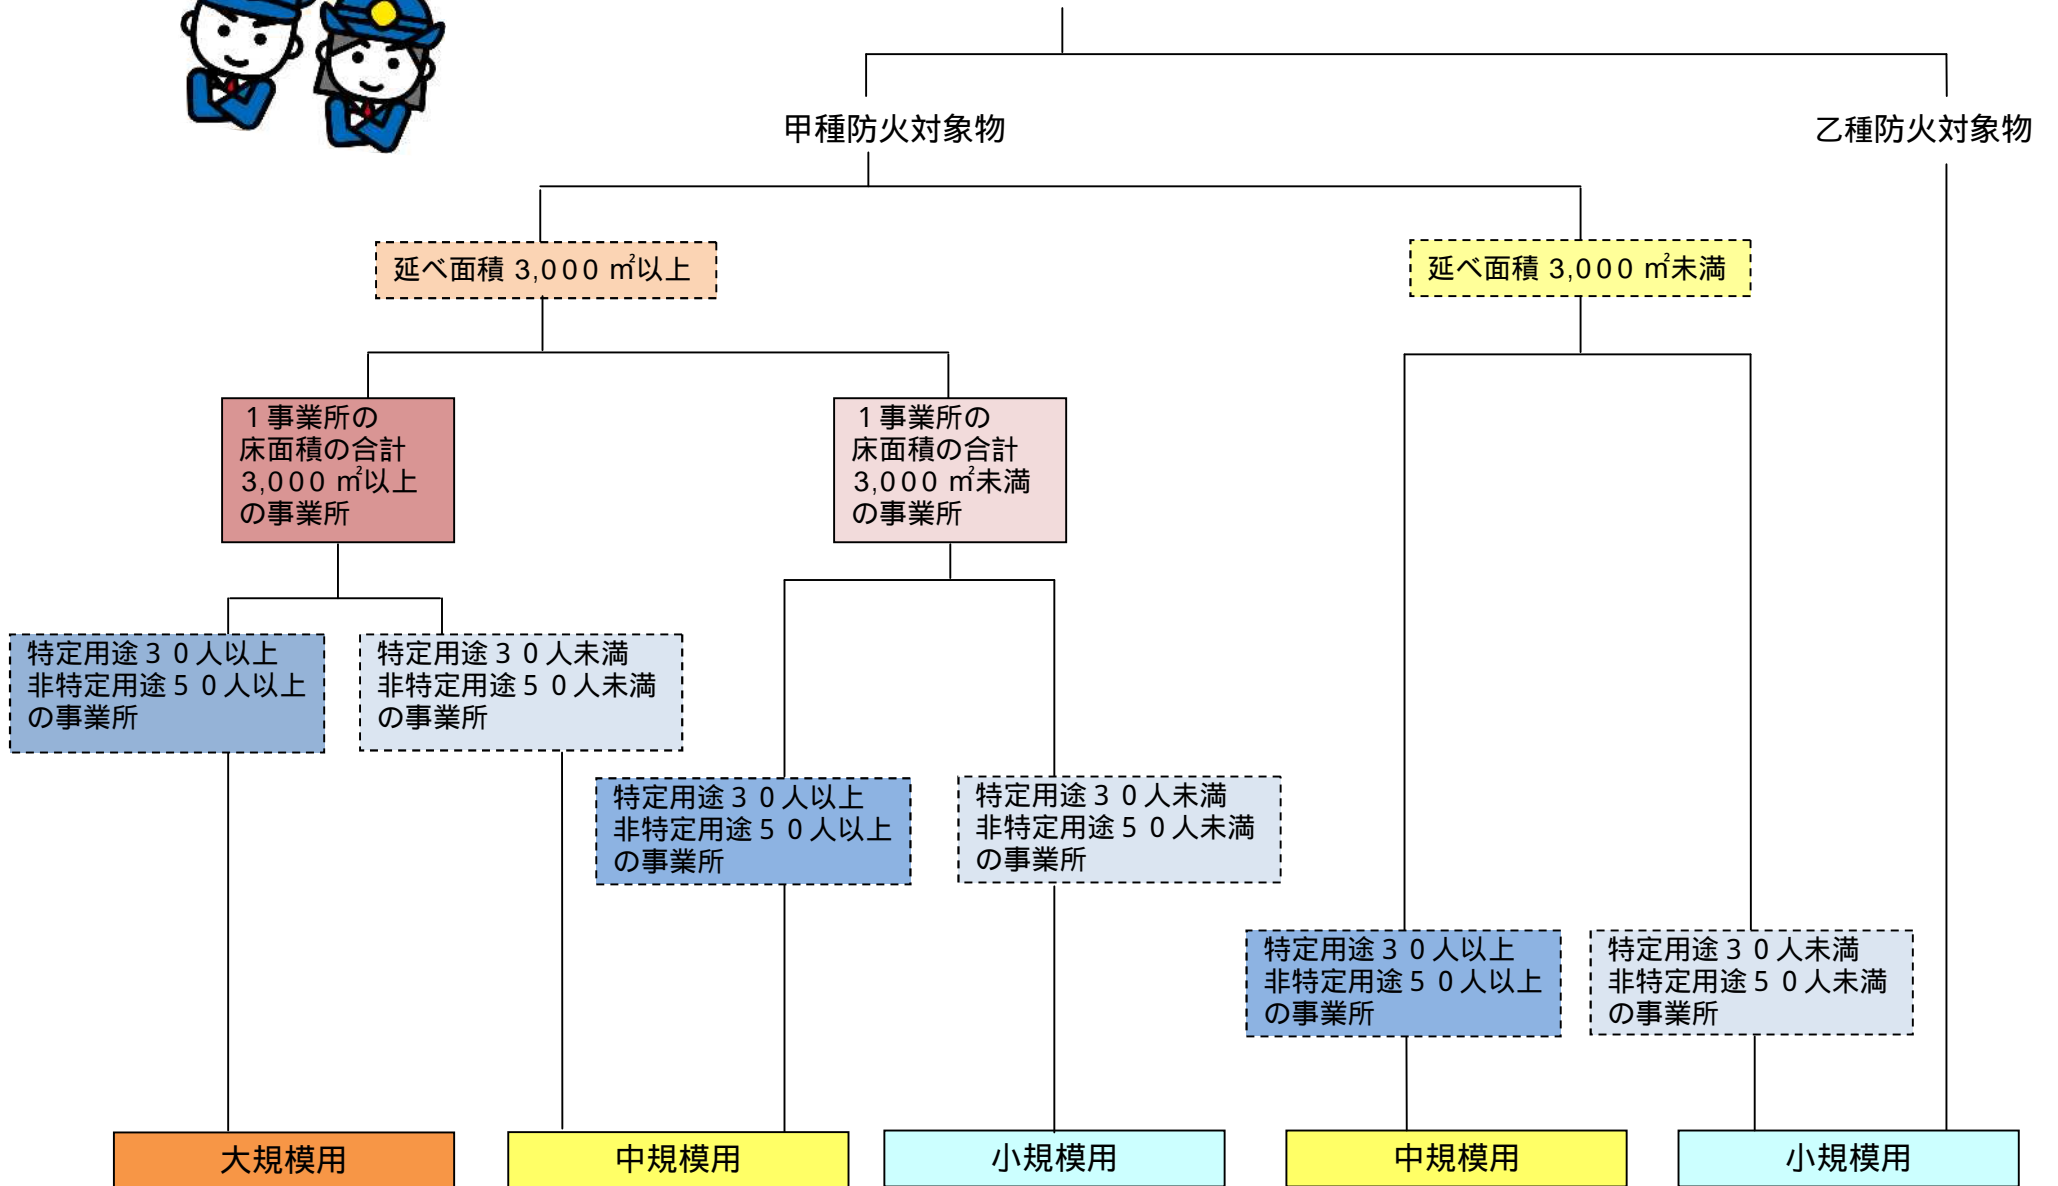 甲種防火対象物
乙種防火対象物
延べ面積 3,000 ㎡以上
延べ面積 3,000 ㎡未満
1事業所の
床面積の合計
3,000 ㎡以上
の事業所
1事業所の
床面積の合計
3,000 ㎡未満
の事業所
特定用途30人以上
非特定用途50人以上
の事業所
特定用途30人未満
非特定用途50人未満
の事業所
特定用途30人以上
非特定用途50人以上
の事業所
特定用途30人未満
非特定用途50人未満
の事業所
特定用途30人以上
非特定用途50人以上
の事業所
特定用途30人未満
非特定用途50人未満
の事業所
大規模用
中規模用
小規模用
中規模用
小規模用